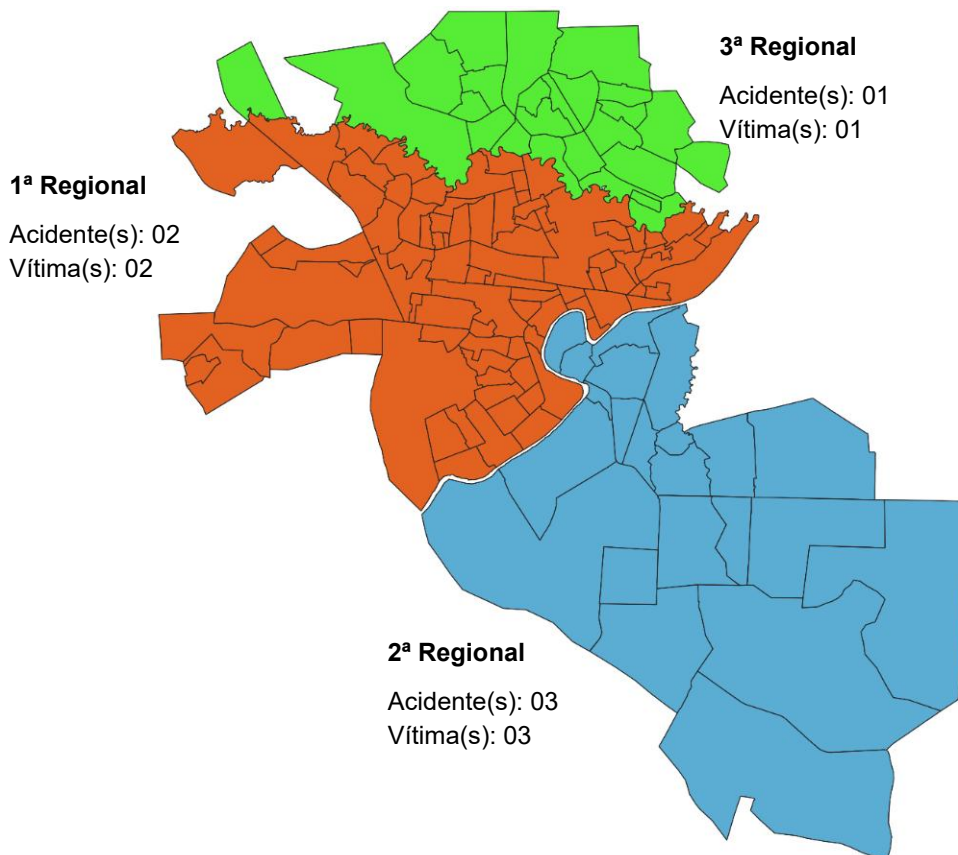 3ª Regional
Acidente(s): 01
Vítima(s): 01
1ª Regional
Acidente(s): 02
Vítima(s): 02
2ª Regional
Acidente(s): 03
Vítima(s): 03